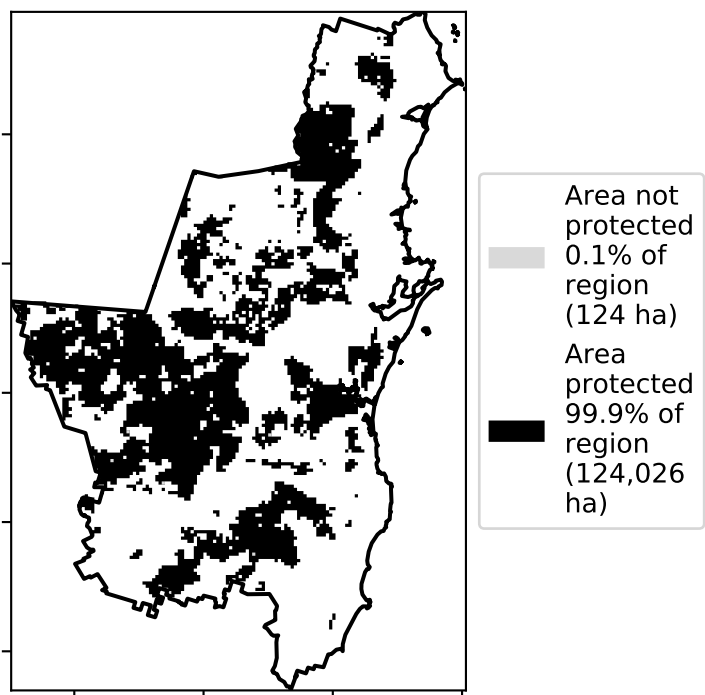 Area not
protected
0.1% of
region
(124 ha)
Area
protected
99.9% of
region
(124,026
ha)